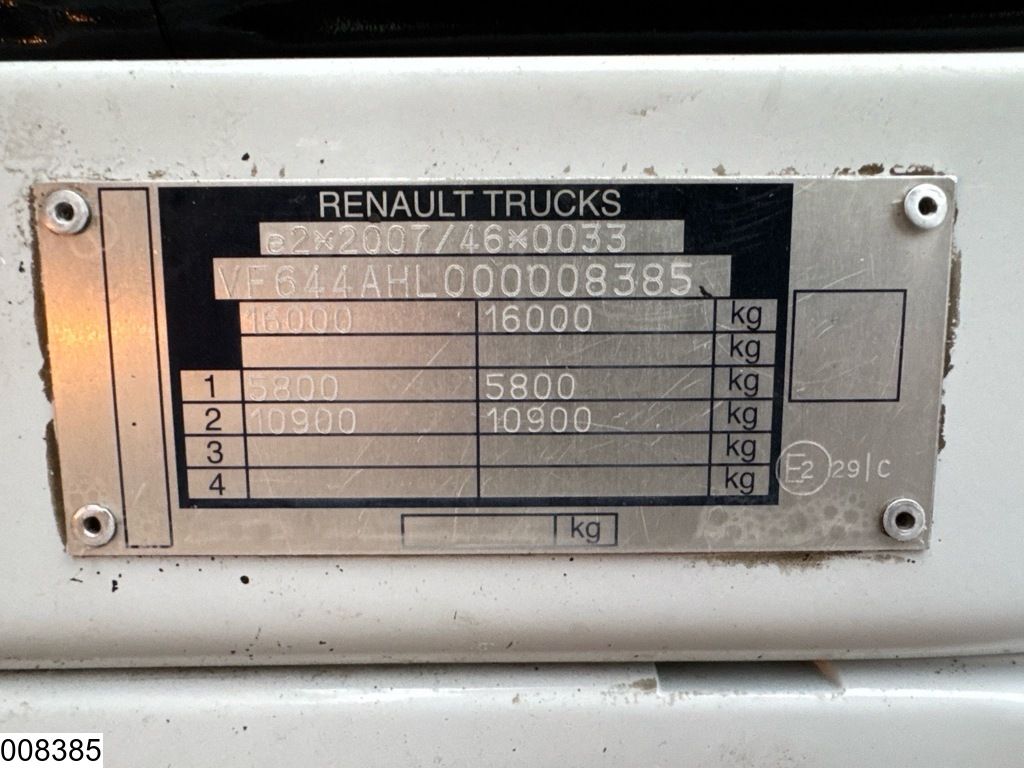 RENAULT TRUCKS
e2*2007/46*0033
VF644AHL000008385
16000 16000 kg
kg
1 5800 5800 kg
2 10900 10900 kg
3 kg
4 kg
E2 29/C
kg
008385